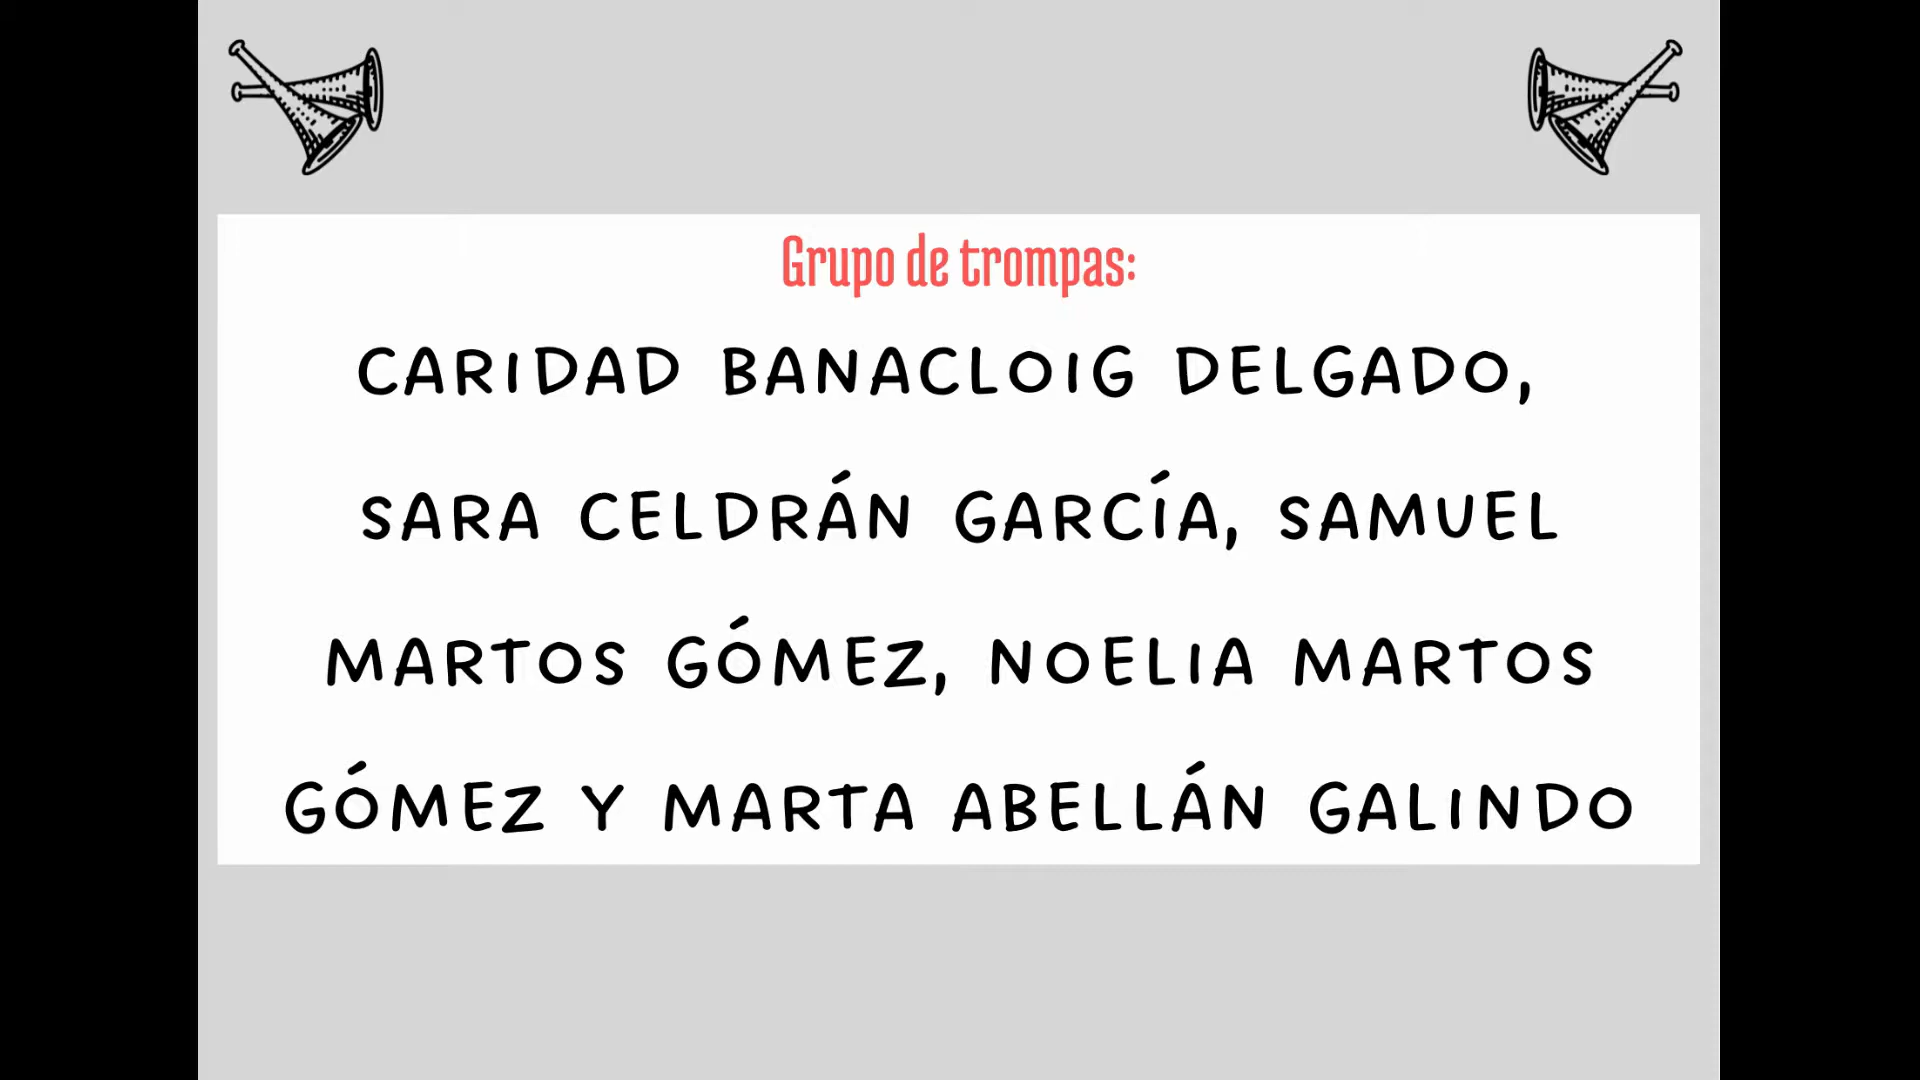 Grupo de trompas:
CARIDAD BANACLOIG DELGADO,
SARA CELDRÁN GARCÍA, SAMUEL
MARTOS GÓMEZ, NOELIA MARTOS
GÓMEZ Y MARTA ABELLÁN GALINDO